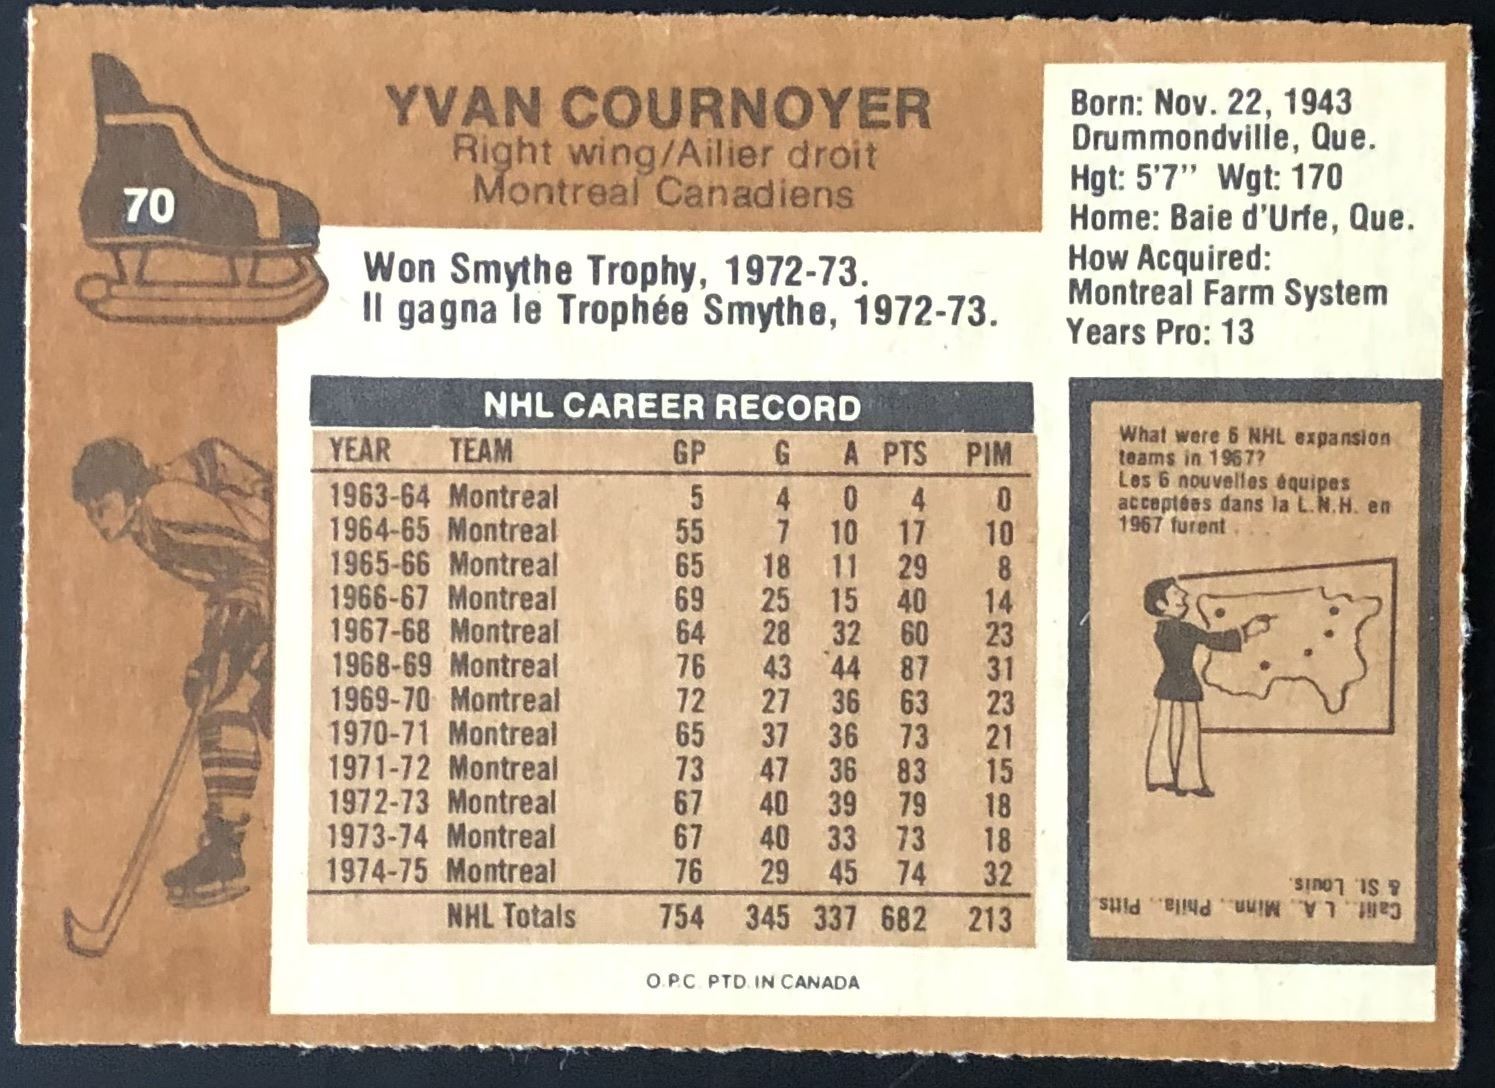 YVAN COURNOYER
Right wing/Ailier droit
Montreal Canadiens
70
Born: Nov. 22, 1943
Drummondville, Que.
Hgt: 5'7" Wgt: 170
Home: Baie d'Urfe, Que.
How Acquired:
Montreal Farm System
Years Pro: 13
Won Smythe Trophy, 1972-73.
Il gagna le Trophée Smythe, 1972-73.
NHL CAREER RECORD
YEAR TEAM GP G A PTS PIM
1963-64 Montreal 5 4 0 4 0
1964-65 Montreal 55 7 10 17 10
1965-66 Montreal 65 18 11 29 8
1966-67 Montreal 69 25 15 40 14
1967-68 Montreal 64 28 32 60 23
1968-69 Montreal 76 43 44 87 31
1969-70 Montreal 72 27 36 63 23
1970-71 Montreal 65 37 36 73 21
1971-72 Montreal 73 47 36 83 15
1972-73 Montreal 67 40 39 79 18
1973-74 Montreal 67 40 33 73 18
1974-75 Montreal 76 29 45 74 32
NHL Totals 754 345 337 682 213
What were 6 NHL expansion
teams in 1967?
Les 6 nouvelles équipes
acceptées dans la L.N.H. en
1967 furent . . .
Calif., L.A., Minn., Phila., Pitts.
& St. Louis.
O.P.C. PTD. IN CANADA